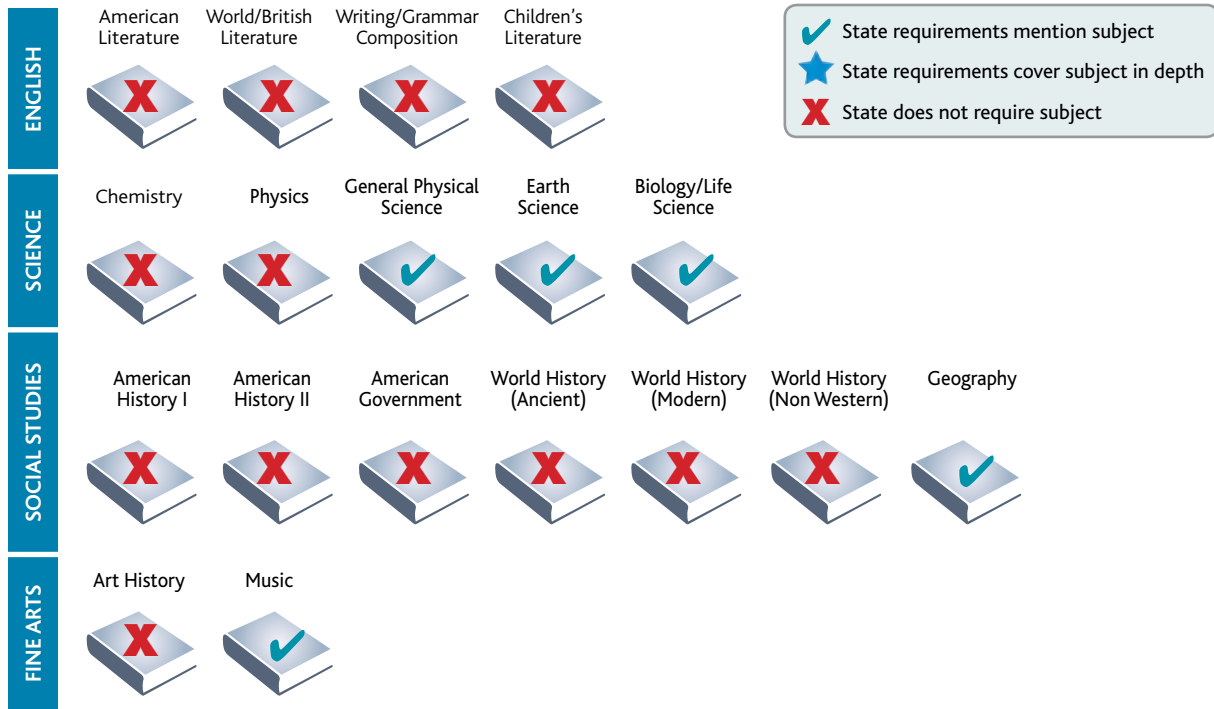 ENGLISH
American
Literature
World/British
Literature
Writing/Grammar
Composition
Children's
Literature
State requirements mention subject
State requirements cover subject in depth
State does not require subject
SCIENCE
Chemistry
Physics
General Physical
Science
Earth
Science
Biology/Life
Science
SOCIAL STUDIES
American
History I
American
History II
American
Government
World History
(Ancient)
World History
(Modern)
World History
(Non Western)
Geography
FINE ARTS
Art History
Music